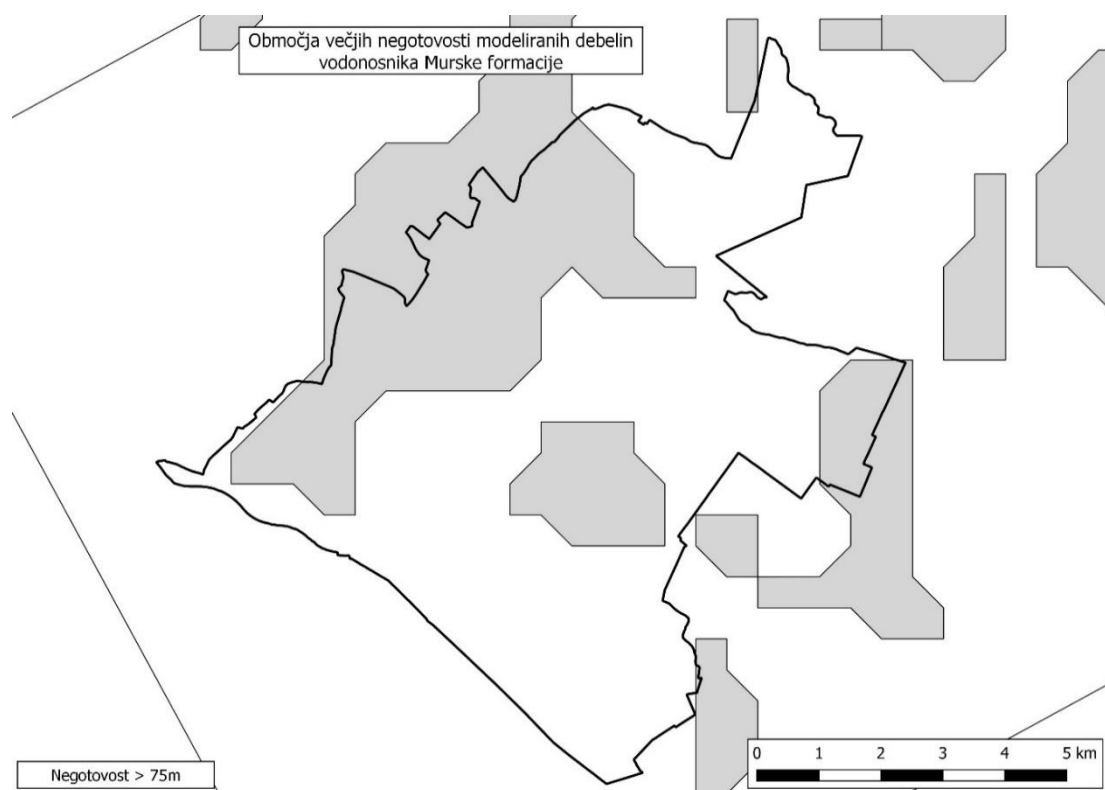 Območja večjih negotovosti modeliranih debelin
vodonosnika Murske formacije
Negotovost > 75m
0 1 2 3 4 5 km